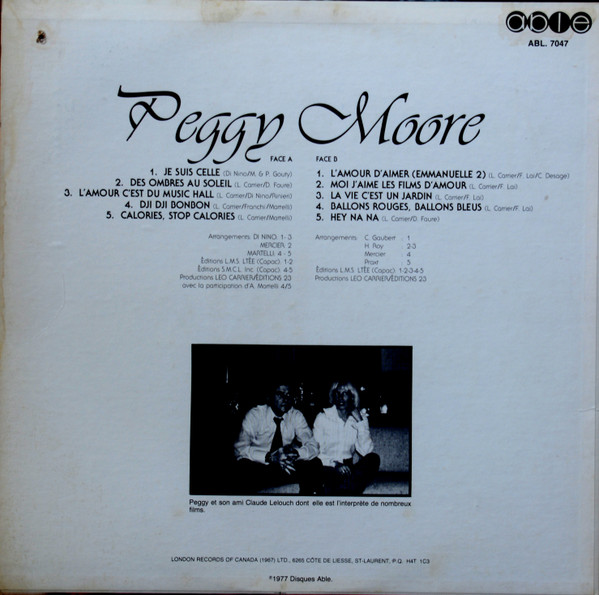 able
ABL. 7047
Peggy Moore
FACE A
1. JE SUIS CELLE (Di Nino/M. & P. Gouty)
2. DES OMBRES AU SOLEIL (L. Carrier/D. Faure)
3. L'AMOUR C'EST DU MUSIC HALL (L. Carrier/Di Nino/Rinieri)
4. DJI DJI BONBON (L. Carrier/Franchi/Martelli)
5. CALORIES, STOP CALORIES (L. Carrier/Martelli)
Arrangements: DI NINO: 1-3
MERCIER: 2
MARTELLI: 4 - 5
Éditions L.M.S. LTÉE (Capac): 1-2
Éditions S.M.C.L. Inc. (Capac): 4-5
Productions LEO CARRIER/ÉDITIONS 23
avec la participation d'A. Martelli 4/5
FACE B
1. L'AMOUR D'AIMER (EMMANUELLE 2) (L. Carrier/F. Lai/C. Desage)
2. MOI J'AIME LES FILMS D'AMOUR (L. Carrier/F. Lai)
3. LA VIE C'EST UN JARDIN (L. Carrier/F. Lai)
4. BALLONS ROUGES, BALLONS BLEUS (L. Carrier/F. Lai)
5. HEY NA NA (L. Carrier/D. Faure)
Arrangements: C. Gaubert : 1
H. Roy : 2-3
Mercier : 4
: 5
Éditions L.M.S. LTÉE (Capac): 1-2-3-4-5
Productions LEO CARRIER/ÉDITIONS 23
Peggy et son ami Claude Lelouch dont elle est l'interprète de nombreux
films.
LONDON RECORDS OF CANADA (1967) LTD., 6265 CÔTE DE LIESSE, ST-LAURENT, P.Q. H4T 1C3
℗1977 Disques Able.